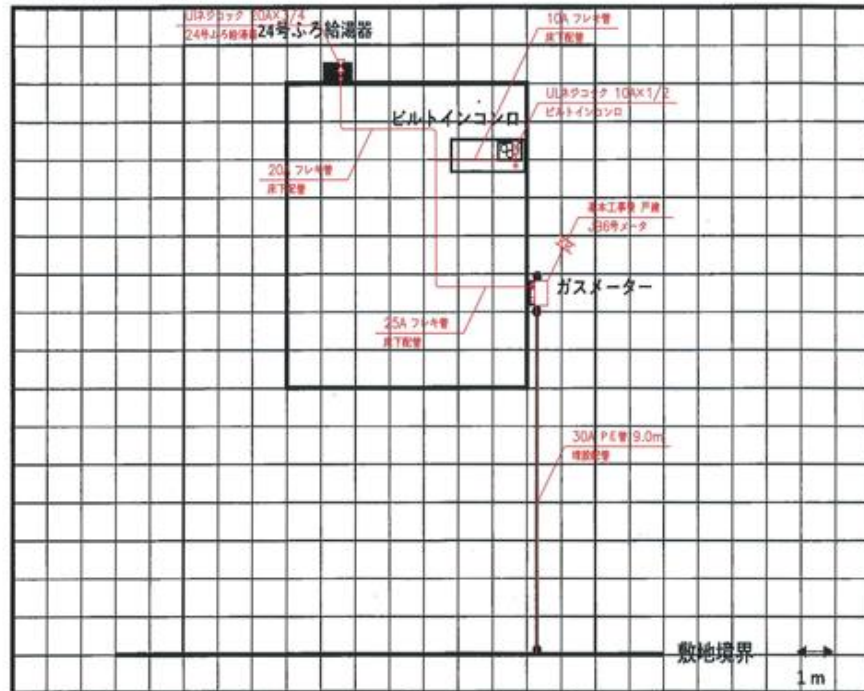 UIネジコック 20A×3/4
24号ふろ給湯器
24号ふろ給湯器
10A フレキ管
床下配管
ULネジコック 10A×1/2
ビルトインコンロ
ビルトインコンロ
20A フレキ管
床下配管
基本工事費 戸建
JB6号メータ
ガスメーター
25A フレキ管
床下配管
30A PE管 9.0m
埋設配管
敷地境界
1m